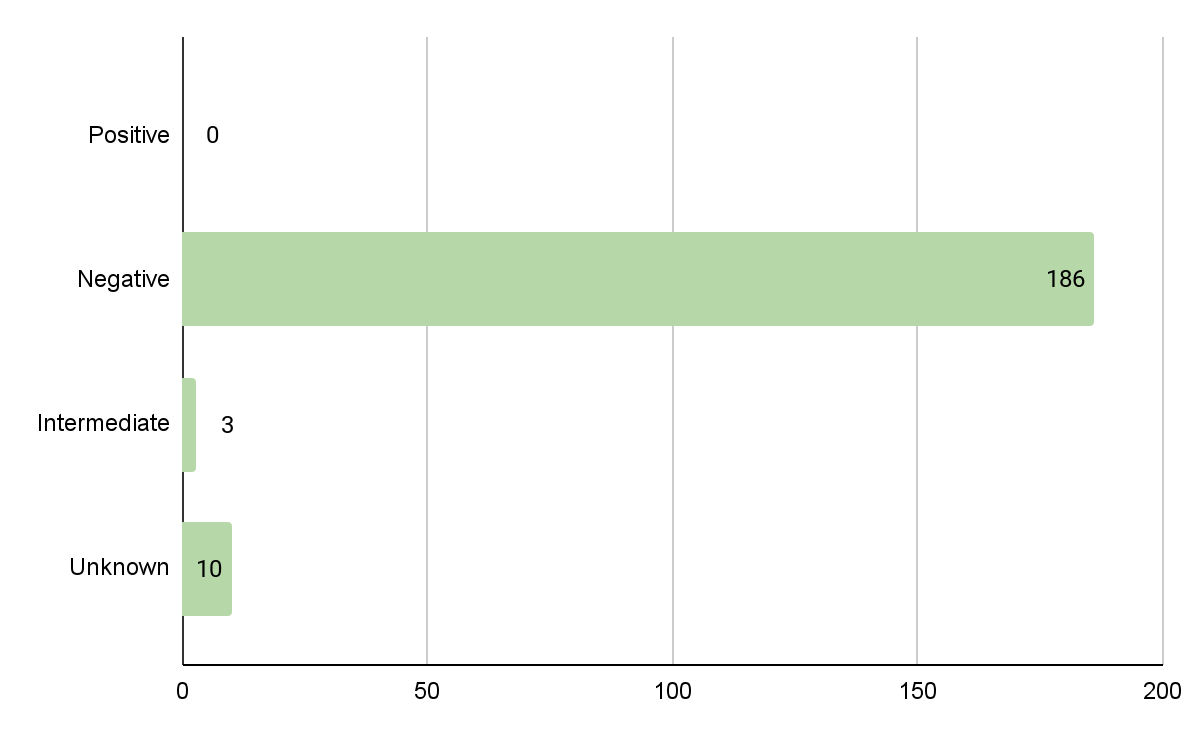 Positive 0
Negative 186
Intermediate 3
Unknown 10
0 50 100 150 200